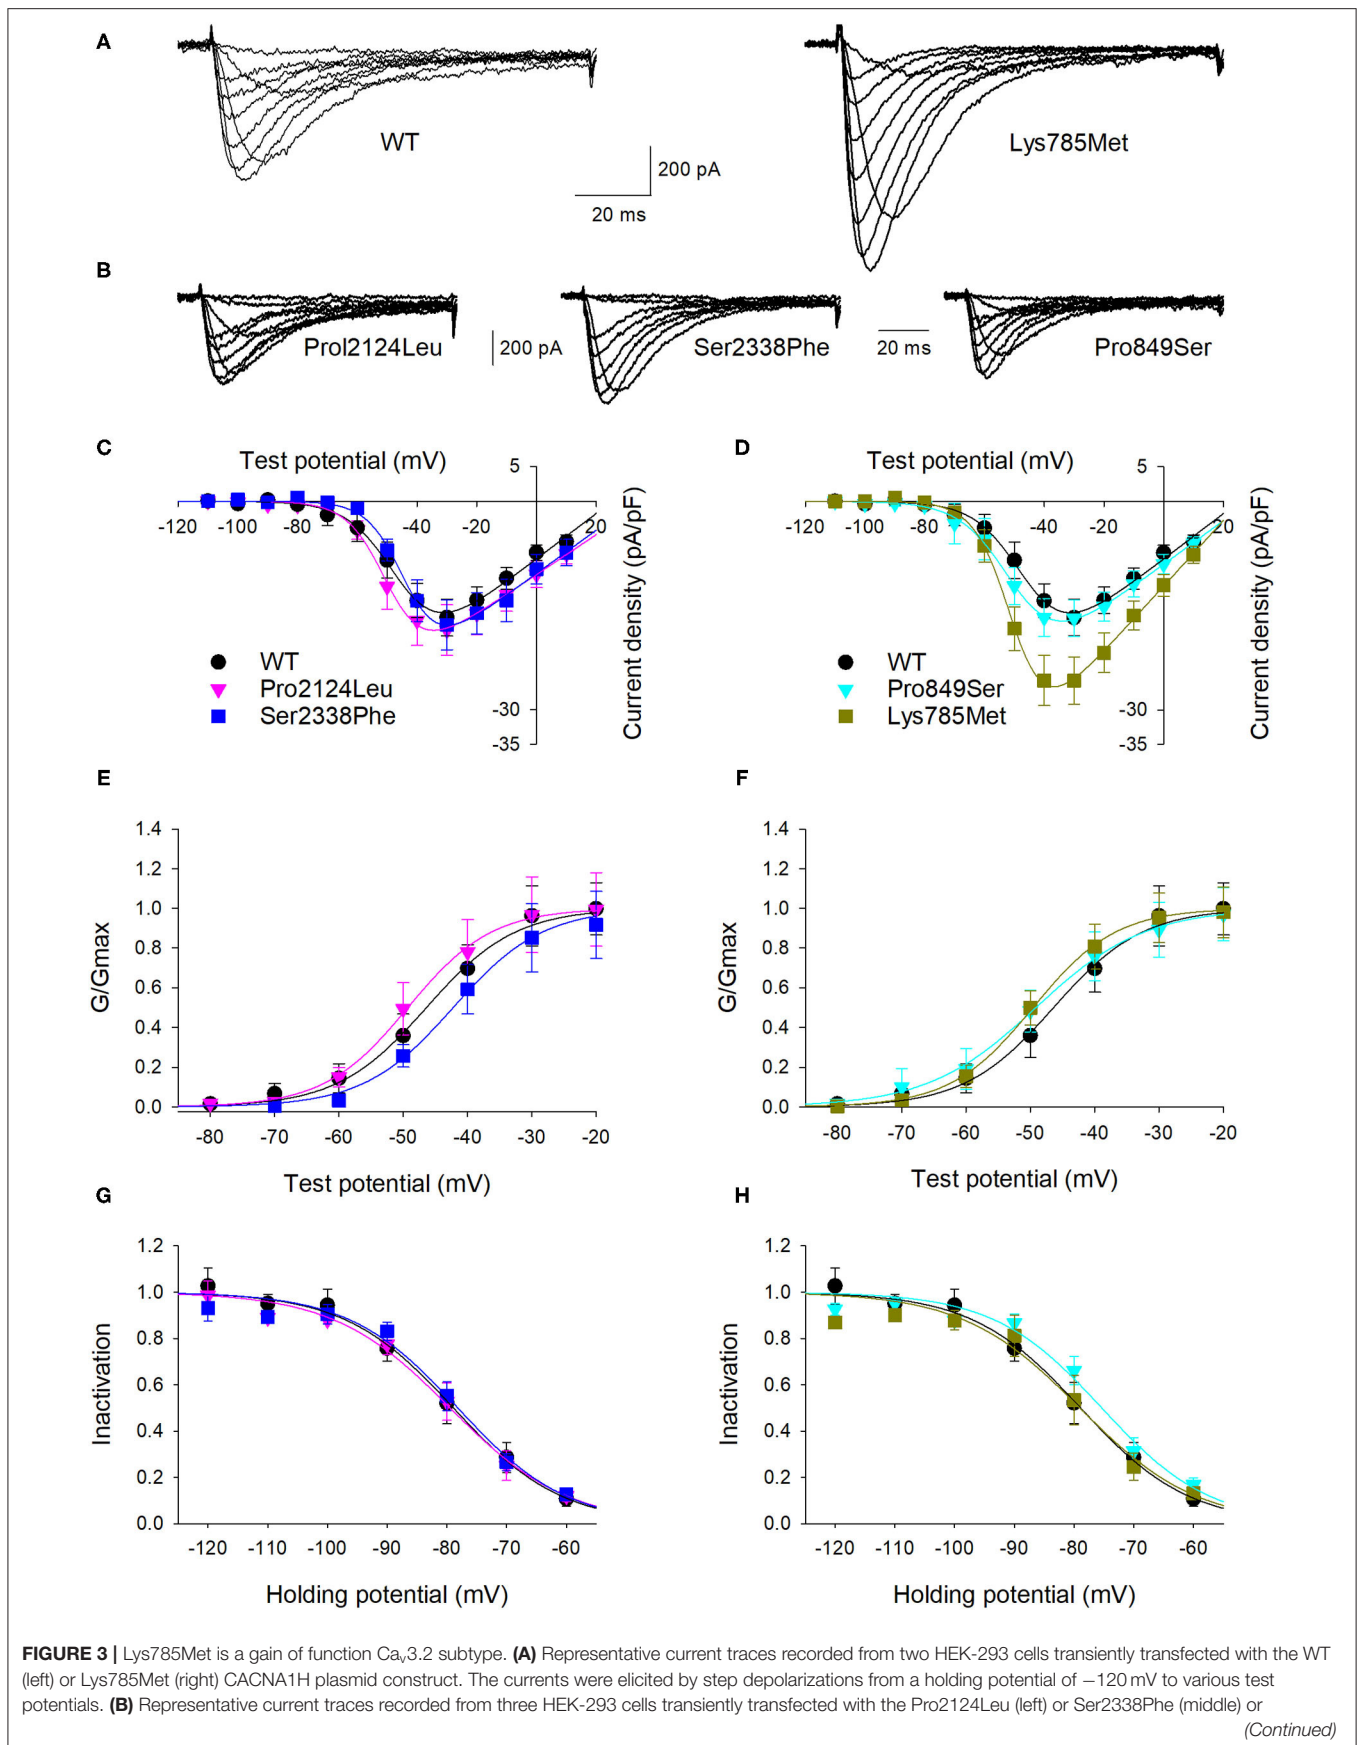 A
WT
200 pA
20 ms
Lys785Met
B
Prol2124Leu
200 pA
Ser2338Phe
20 ms
Pro849Ser
C
Test potential (mV)
5
-120 -100 -80 -60 -40 -20 20
-30
-35
Current density (pA/pF)
WT
Pro2124Leu
Ser2338Phe
D
Test potential (mV)
5
-120 -100 -80 -60 -40 -20 20
-30
-35
Current density (pA/pF)
WT
Pro849Ser
Lys785Met
E
G/Gmax
1.4
1.2
1.0
0.8
0.6
0.4
0.2
0.0
-80 -70 -60 -50 -40 -30 -20
Test potential (mV)
F
G/Gmax
1.4
1.2
1.0
0.8
0.6
0.4
0.2
0.0
-80 -70 -60 -50 -40 -30 -20
Test potential (mV)
G
Inactivation
1.2
1.0
0.8
0.6
0.4
0.2
0.0
-120 -110 -100 -90 -80 -70 -60
Holding potential (mV)
H
Inactivation
1.2
1.0
0.8
0.6
0.4
0.2
0.0
-120 -110 -100 -90 -80 -70 -60
Holding potential (mV)
FIGURE 3 | Lys785Met is a gain of function Cav3.2 subtype. (A) Representative current traces recorded from two HEK-293 cells transiently transfected with the WT
(left) or Lys785Met (right) CACNA1H plasmid construct. The currents were elicited by step depolarizations from a holding potential of −120 mV to various test
potentials. (B) Representative current traces recorded from three HEK-293 cells transiently transfected with the Pro2124Leu (left) or Ser2338Phe (middle) or
(Continued)